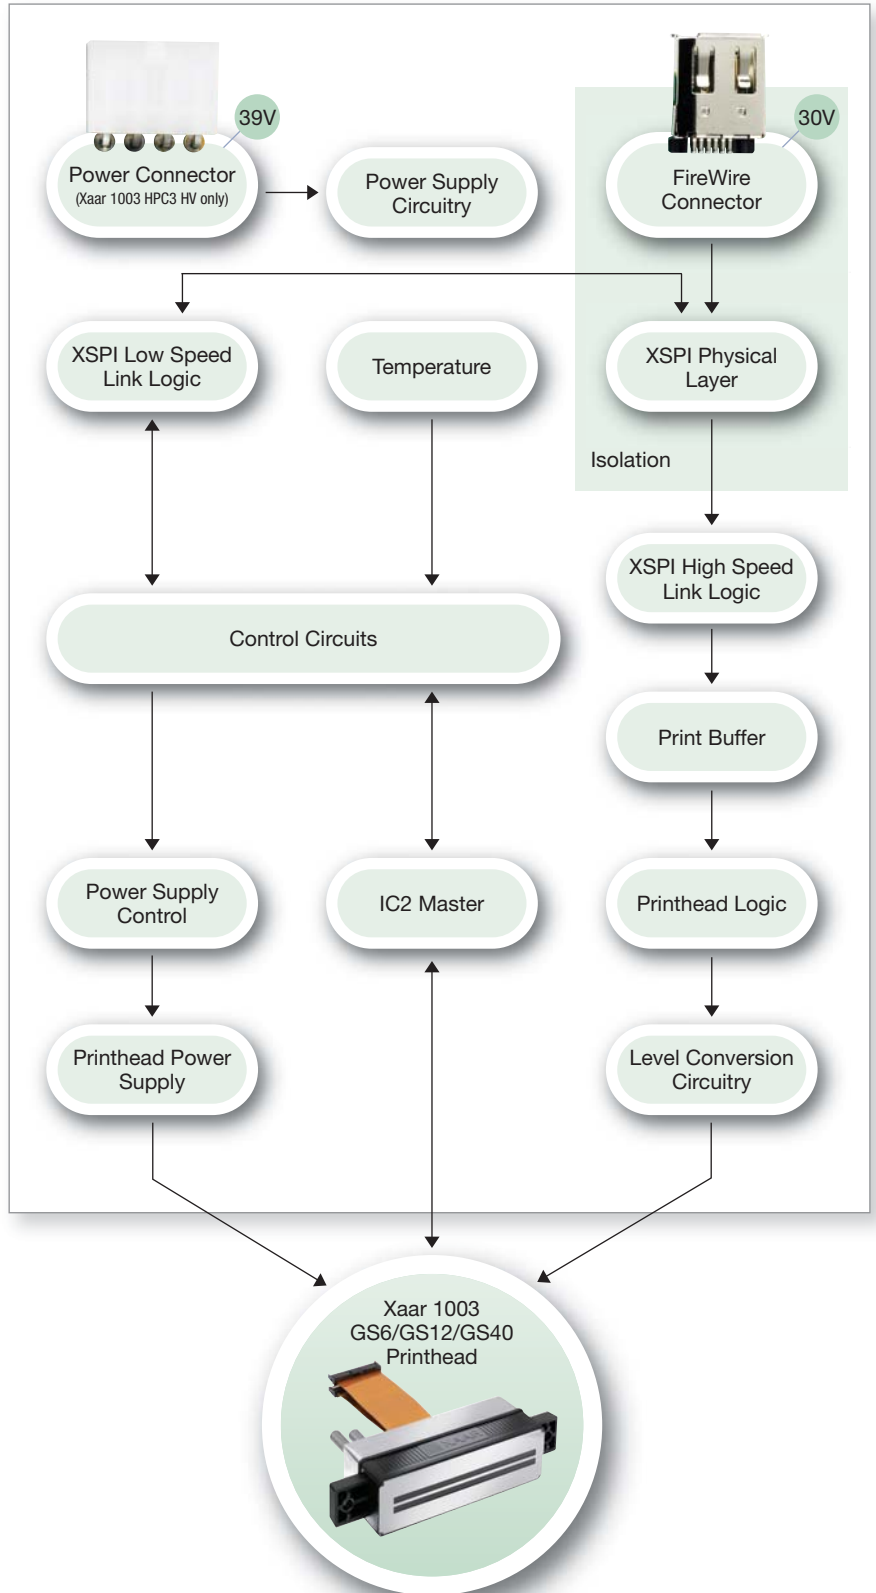 39V
30V
Power Connector
(Xaar 1003 HPC3 HV only)
Power Supply
Circuitry
FireWire
Connector
XSPI Low Speed
Link Logic
Temperature
XSPI Physical
Layer
Isolation
XSPI High Speed
Link Logic
Control Circuits
Print Buffer
Power Supply
Control
IC2 Master
Printhead Logic
Printhead Power
Supply
Level Conversion
Circuitry
Xaar 1003
GS6/GS12/GS40
Printhead
XAAR